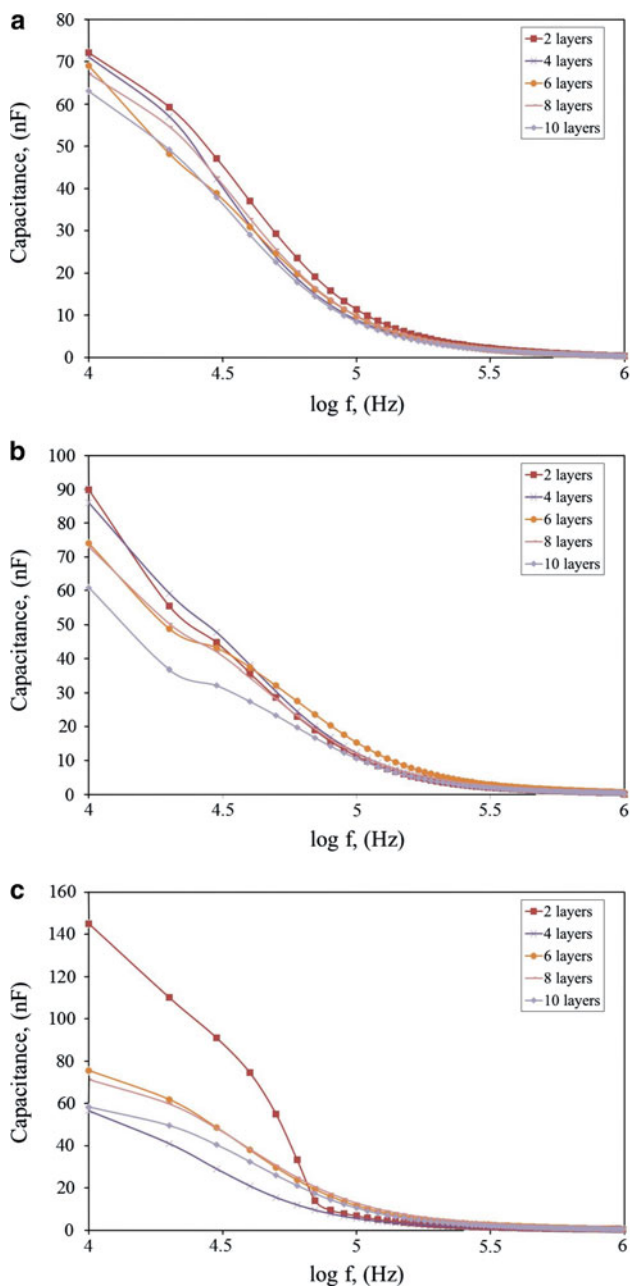 a
80
70
60
50
40
30
20
10
0
Capacitance, (nF)
4
4.5
5
5.5
6
log f, (Hz)
2 layers
4 layers
6 layers
8 layers
10 layers
b
100
90
80
70
60
50
40
30
20
10
0
Capacitance, (nF)
4
4.5
5
5.5
6
log f, (Hz)
2 layers
4 layers
6 layers
8 layers
10 layers
c
160
140
120
100
80
60
40
20
0
Capacitance, (nF)
4
4.5
5
5.5
6
log f, (Hz)
2 layers
4 layers
6 layers
8 layers
10 layers